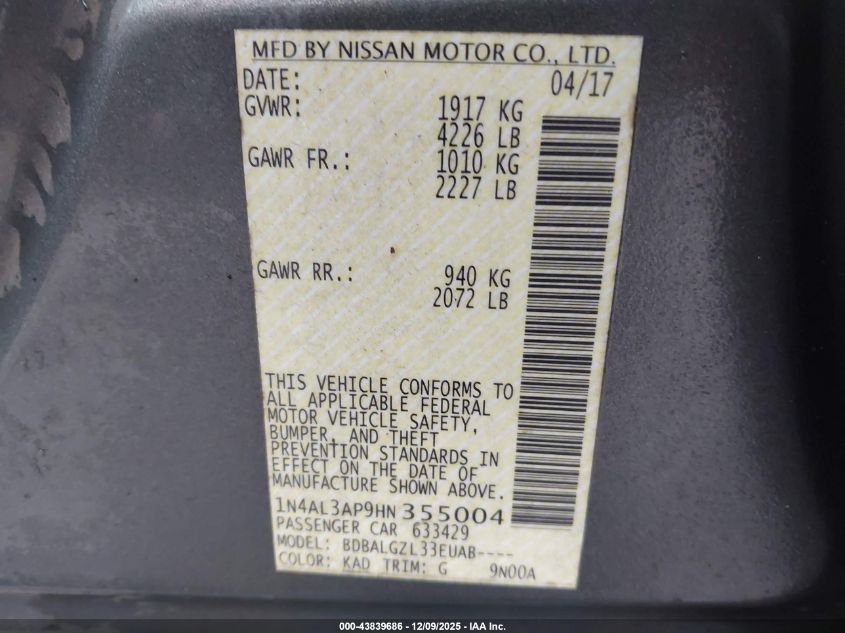 MFD BY NISSAN MOTOR CO., LTD.
DATE: 04/17
GVWR: 1917 KG
4226 LB
GAWR FR.: 1010 KG
2227 LB
GAWR RR.: 940 KG
2072 LB
THIS VEHICLE CONFORMS TO
ALL APPLICABLE FEDERAL
MOTOR VEHICLE SAFETY,
BUMPER, AND THEFT
PREVENTION STANDARDS IN
EFFECT ON THE DATE OF
MANUFACTURE SHOWN ABOVE.
1N4AL3AP9HN355004
PASSENGER CAR 633429
MODEL: BDBALGZL33EUAB----
COLOR: KAD TRIM: G 9N00A
000-43839686 - 12/09/2025 - IAA Inc.